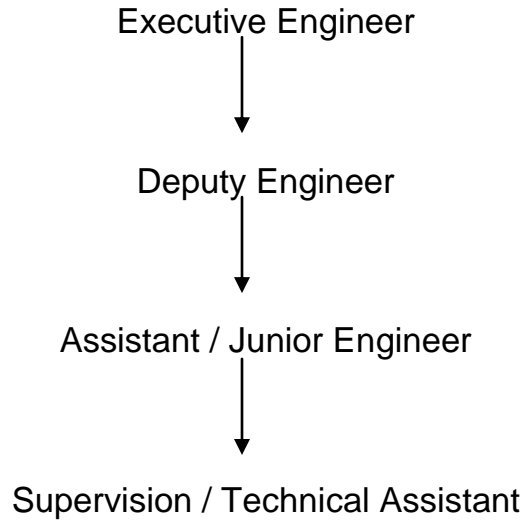 Executive Engineer
Deputy Engineer
Assistant / Junior Engineer
Supervision / Technical Assistant